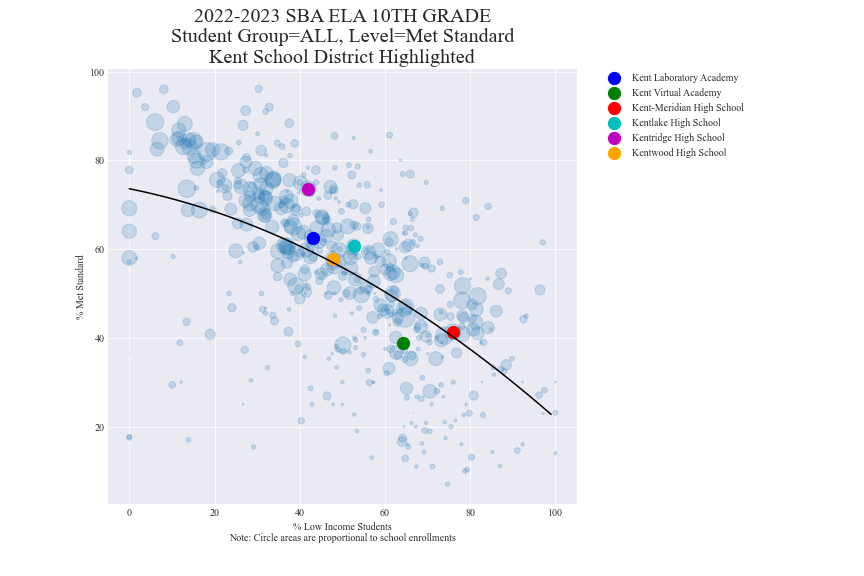 2022-2023 SBA ELA 10TH GRADE
Student Group=ALL, Level=Met Standard
Kent School District Highlighted
100
80
60
40
20
% Met Standard
0
20
40
60
80
100
% Low Income Students
Note: Circle areas are proportional to school enrollments
Kent Laboratory Academy
Kent Virtual Academy
Kent-Meridian High School
Kentlake High School
Kentridge High School
Kentwood High School